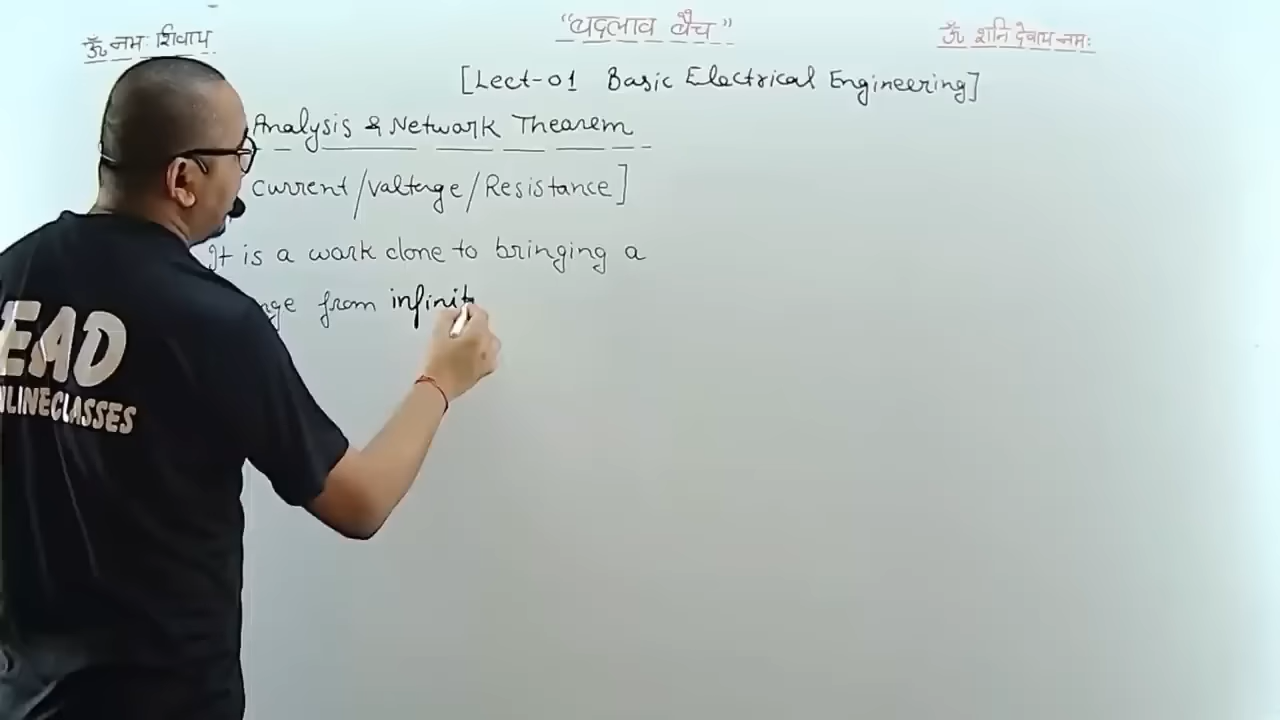 ॐ नमः शिवाय
"बदलाव बैच"
ॐ शनि देवाय नमः
[Lect-01 Basic Electrical Engineering]
Analysis & Network Theorem
current/valtage/Resistance]
It is a work done to bringing a
from infinit
EAD
NLINECLASSES